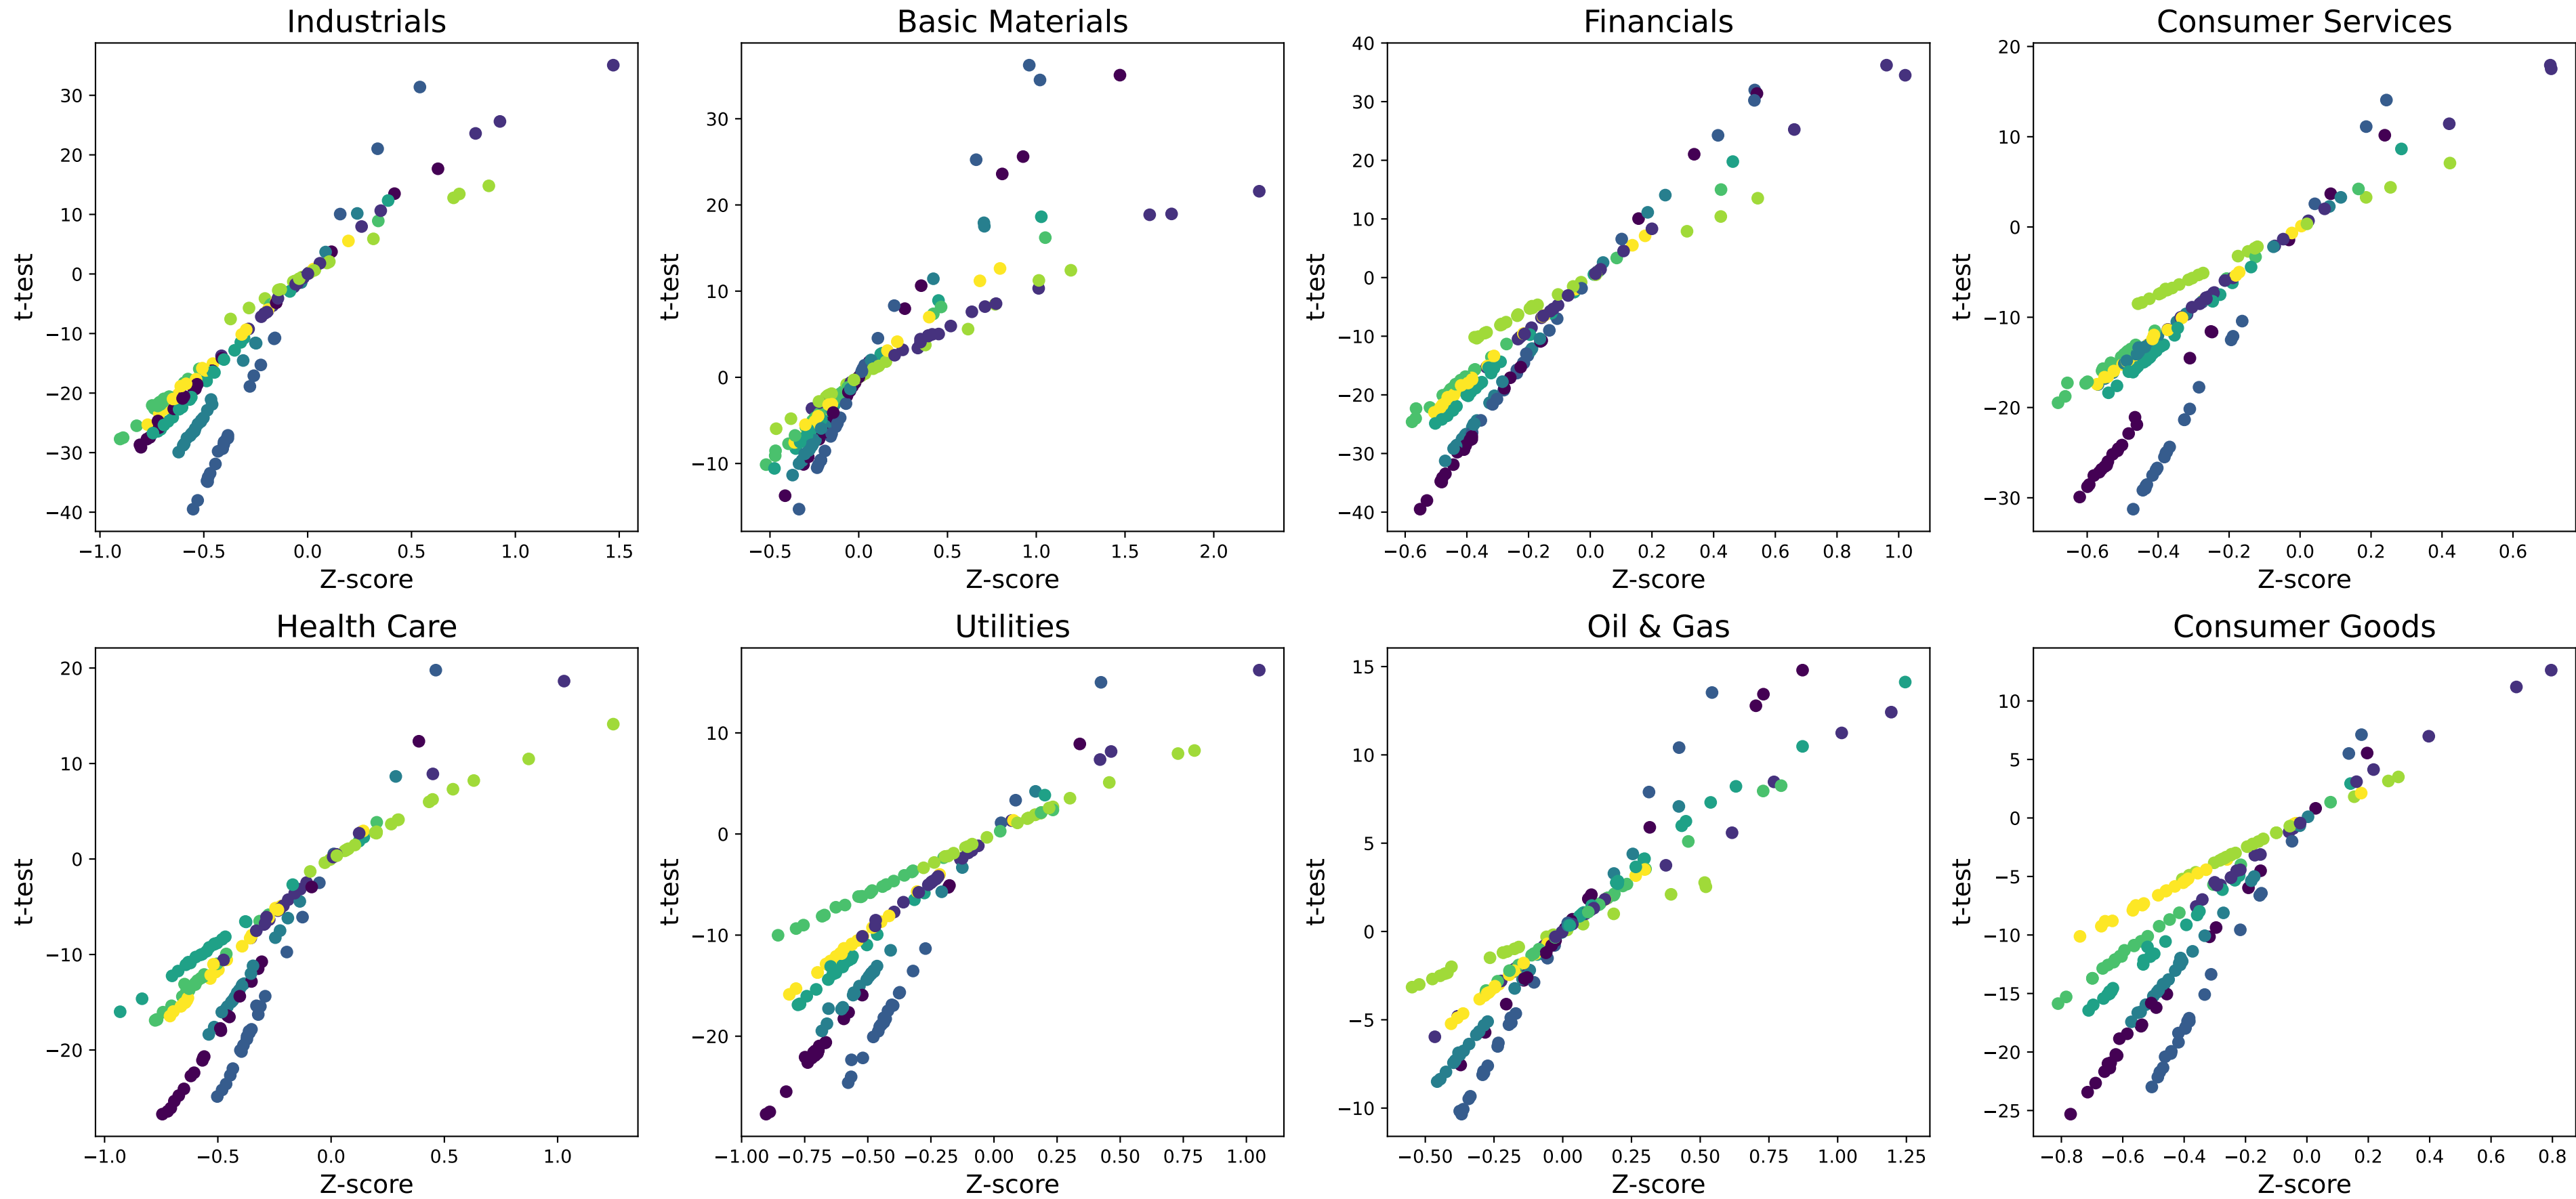 Industrials
t-test
30
20
10
0
−10
−20
−30
−40
−1.0 −0.5 0.0 0.5 1.0 1.5
Z-score
Basic Materials
t-test
30
20
10
0
−10
−0.5 0.0 0.5 1.0 1.5 2.0
Z-score
Financials
t-test
40
30
20
10
0
−10
−20
−30
−40
−0.6 −0.4 −0.2 0.0 0.2 0.4 0.6 0.8 1.0
Z-score
Consumer Services
t-test
20
10
0
−10
−20
−30
−0.6 −0.4 −0.2 0.0 0.2 0.4 0.6
Z-score
Health Care
t-test
20
10
0
−10
−20
−1.0 −0.5 0.0 0.5 1.0
Z-score
Utilities
t-test
10
0
−10
−20
−1.00 −0.75 −0.50 −0.25 0.00 0.25 0.50 0.75 1.00
Z-score
Oil & Gas
t-test
15
10
5
0
−5
−10
−0.50 −0.25 0.00 0.25 0.50 0.75 1.00 1.25
Z-score
Consumer Goods
t-test
10
5
0
−5
−10
−15
−20
−25
−0.8 −0.6 −0.4 −0.2 0.0 0.2 0.4 0.6 0.8
Z-score